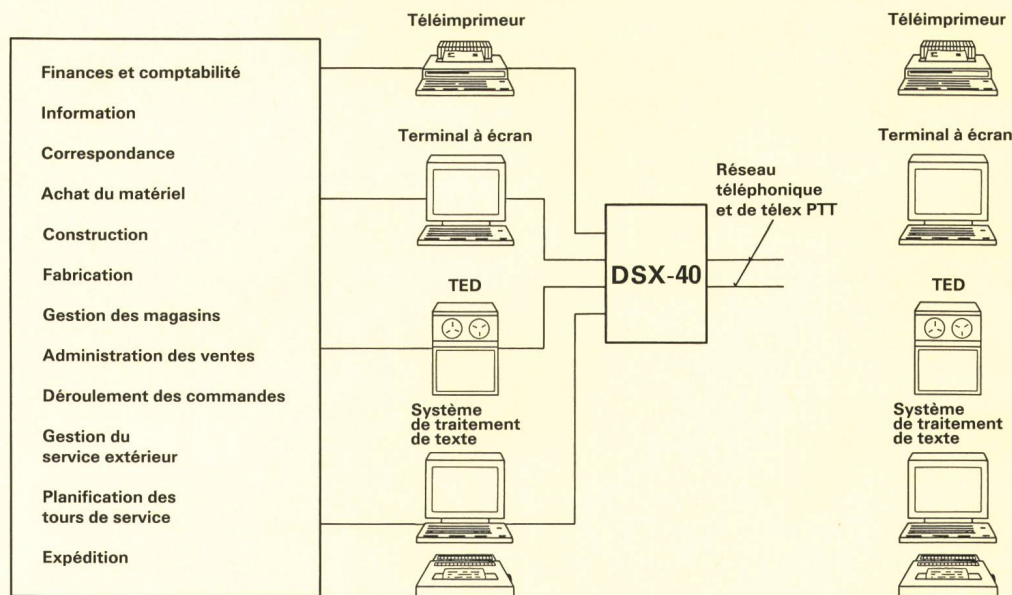 Finances et comptabilité
Information
Correspondance
Achat du matériel
Construction
Fabrication
Gestion des magasins
Administration des ventes
Déroulement des commandes
Gestion du
service extérieur
Planification des
tours de service
Expédition
Téléimprimeur
Terminal à écran
TED
Système
de traitement
de texte
DSX-40
Réseau
téléphonique
et de télex PTT
Téléimprimeur
Terminal à écran
TED
Système
de traitement
de texte